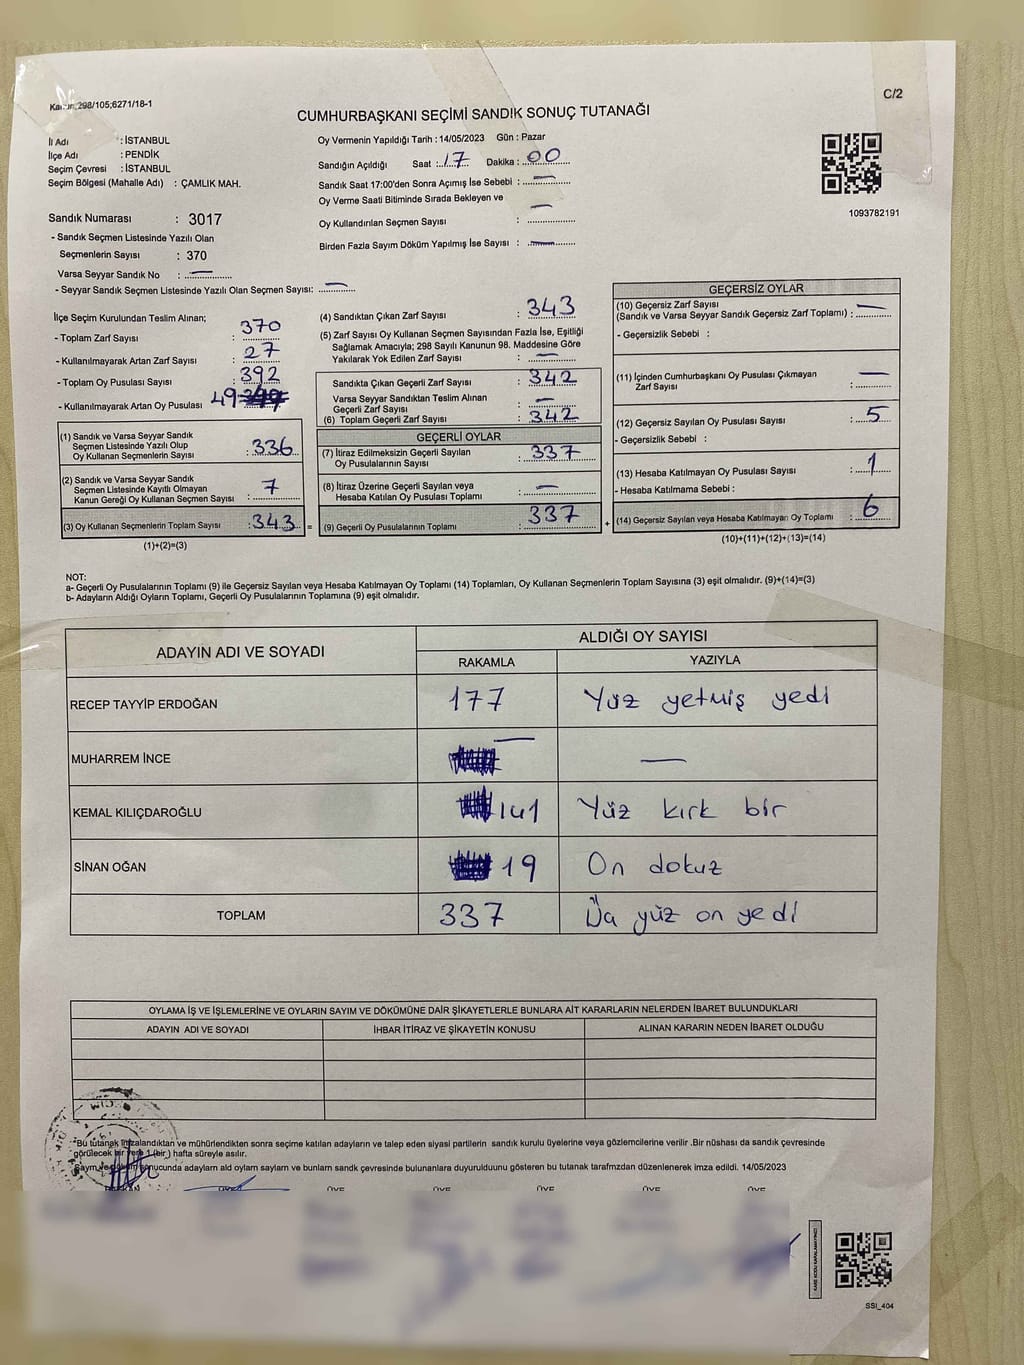 Kanun:298/105;6271/18-1
C/2
CUMHURBAŞKANI SEÇİMİ SANDIK SONUÇ TUTANAĞI
İl Adı : İSTANBUL
İlçe Adı : PENDİK
Seçim Çevresi : İSTANBUL
Seçim Bölgesi (Mahalle Adı) : ÇAMLIK MAH.
Sandık Numarası : 3017
- Sandık Seçmen Listesinde Yazılı Olan
Seçmenlerin Sayısı : 370
Varsa Seyyar Sandık No : —
- Seyyar Sandık Seçmen Listesinde Yazılı Olan Seçmen Sayısı: —
Oy Vermenin Yapıldığı Tarih : 14/05/2023 Gün : Pazar
Sandığın Açıldığı Saat : 17 Dakika : 00
Sandık Saat 17:00'den Sonra Açımış İse Sebebi : —
Oy Verme Saati Bitiminde Sırada Bekleyen ve
Oy Kullandırılan Seçmen Sayısı : —
Birden Fazla Sayım Döküm Yapılmış İse Sayısı : —
1093782191
İlçe Seçim Kurulundan Teslim Alınan;
- Toplam Zarf Sayısı : 370
- Kullanılmayarak Artan Zarf Sayısı : 27
- Toplam Oy Pusulası Sayısı : 392
- Kullanılmayarak Artan Oy Pusulası 49
(1) Sandık ve Varsa Seyyar Sandık
Seçmen Listesinde Yazılı Olup
Oy Kullanan Seçmenlerin Sayısı : 336
(2) Sandık ve Varsa Seyyar Sandık
Seçmen Listesinde Kayıtlı Olmayan
Kanun Gereği Oy Kullanan Seçmen Sayısı : 7
(3) Oy Kullanan Seçmenlerin Toplam Sayısı : 343 =
(1)+(2)=(3)
(4) Sandıktan Çıkan Zarf Sayısı : 343
(5) Zarf Sayısı Oy Kullanan Seçmen Sayısından Fazla İse, Eşitliği
Sağlamak Amacıyla; 298 Sayılı Kanunun 98. Maddesine Göre
Yakılarak Yok Edilen Zarf Sayısı : —
Sandıkta Çıkan Geçerli Zarf Sayısı : 342
Varsa Seyyar Sandıktan Teslim Alınan
Geçerli Zarf Sayısı : —
(6) Toplam Geçerli Zarf Sayısı : 342
GEÇERLİ OYLAR
(7) İtiraz Edilmeksizin Geçerli Sayılan
Oy Pusulalarının Sayısı : 337
(8) İtiraz Üzerine Geçerli Sayılan veya
Hesaba Katılan Oy Pusulası Toplamı : —
(9) Geçerli Oy Pusulalarının Toplamı : 337 +
GEÇERSİZ OYLAR
(10) Geçersiz Zarf Sayısı
(Sandık ve Varsa Seyyar Sandık Geçersiz Zarf Toplamı) : —
- Geçersizlik Sebebi :
(11) İçinden Cumhurbaşkanı Oy Pusulası Çıkmayan
Zarf Sayısı : —
(12) Geçersiz Sayılan Oy Pusulası Sayısı : 5
- Geçersizlik Sebebi :
(13) Hesaba Katılmayan Oy Pusulası Sayısı : 1
- Hesaba Katılmama Sebebi :
(14) Geçersiz Sayılan veya Hesaba Katılmayan Oy Toplamı : 6
(10)+(11)+(12)+(13)=(14)
NOT:
a- Geçerli Oy Pusulalarının Toplamı (9) ile Geçersiz Sayılan veya Hesaba Katılmayan Oy Toplamı (14) Toplamları, Oy Kullanan Seçmenlerin Toplam Sayısına (3) eşit olmalıdır. (9)+(14)=(3)
b- Adayların Aldığı Oyların Toplamı, Geçerli Oy Pusulalarının Toplamına (9) eşit olmalıdır.
ADAYIN ADI VE SOYADI
ALDIĞI OY SAYISI
RAKAMLA YAZIYLA
RECEP TAYYİP ERDOĞAN 177 Yüz yetmiş yedi
MUHARREM İNCE — —
KEMAL KILIÇDAROĞLU 141 Yüz kırk bir
SİNAN OĞAN 19 On dokuz
TOPLAM 337 yüz on yedi
OYLAMA İŞ VE İŞLEMLERİNE VE OYLARIN SAYIM VE DÖKÜMÜNE DAİR ŞİKAYETLERLE BUNLARA AİT KARARLARIN NELERDEN İBARET BULUNDUKLARI
ADAYIN ADI VE SOYADI İHBAR İTİRAZ VE ŞİKAYETİN KONUSU ALINAN KARARIN NEDEN İBARET OLDUĞU
"Bu tutanak imzalandıktan ve mühürlendikten sonra seçime katılan adayların ve talep eden siyasi partilerin sandık kurulu üyelerine veya gözlemcilerine verilir .Bir nüshası da sandık çevresinde
görülecek bir yere 1 (bir ) hafta süreyle asılır.
Sayım ve sonucunda adaylarm ald oylam saylam ve bunlam sandk çevresinde bulunanlara duyurulduunu gösteren bu tutanak tarafmzdan düzenlenerek imza edildi. 14/05/2023
BAŞKAN ÜYE ÜYE ÜYE ÜYE ÜYE ÜYE
KARE KODU KARALAMAYINIZ!
SSI_404